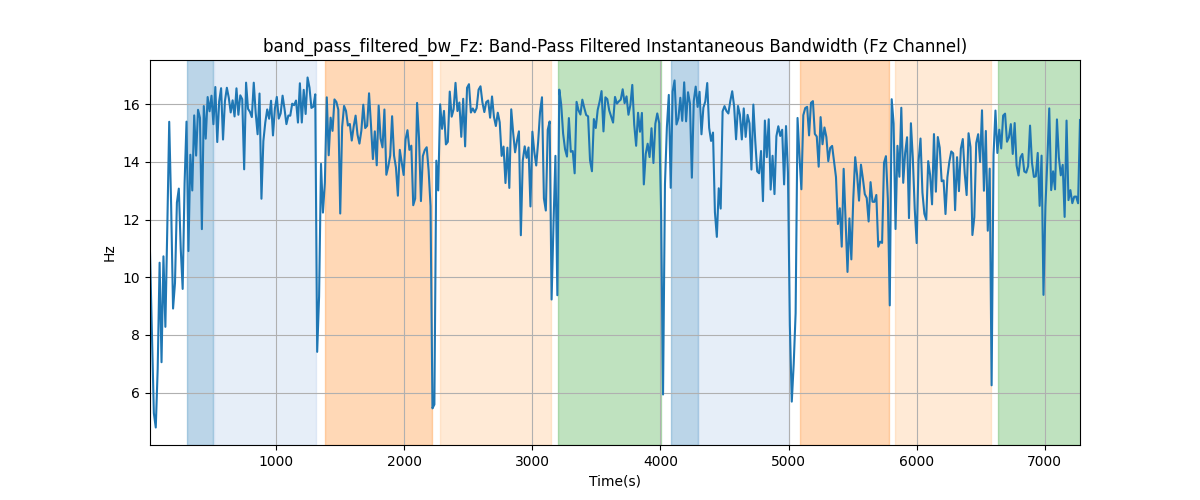 band_pass_filtered_bw_Fz: Band-Pass Filtered Instantaneous Bandwidth (Fz Channel)
16
14
12
10
8
6
Hz
1000 2000 3000 4000 5000 6000 7000
Time(s)